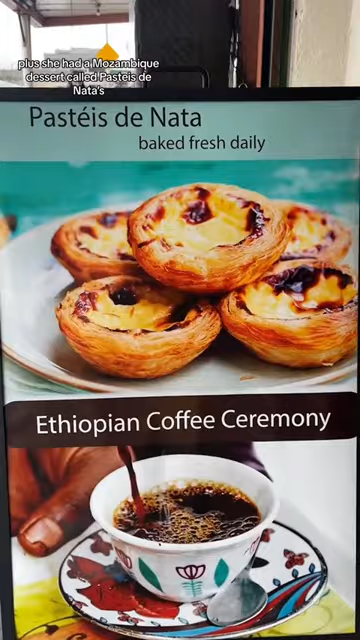 plus she had a Mozambique
dessert called Pasteis de
Nata's
Pastéis de Nata
baked fresh daily
Ethiopian Coffee Ceremony